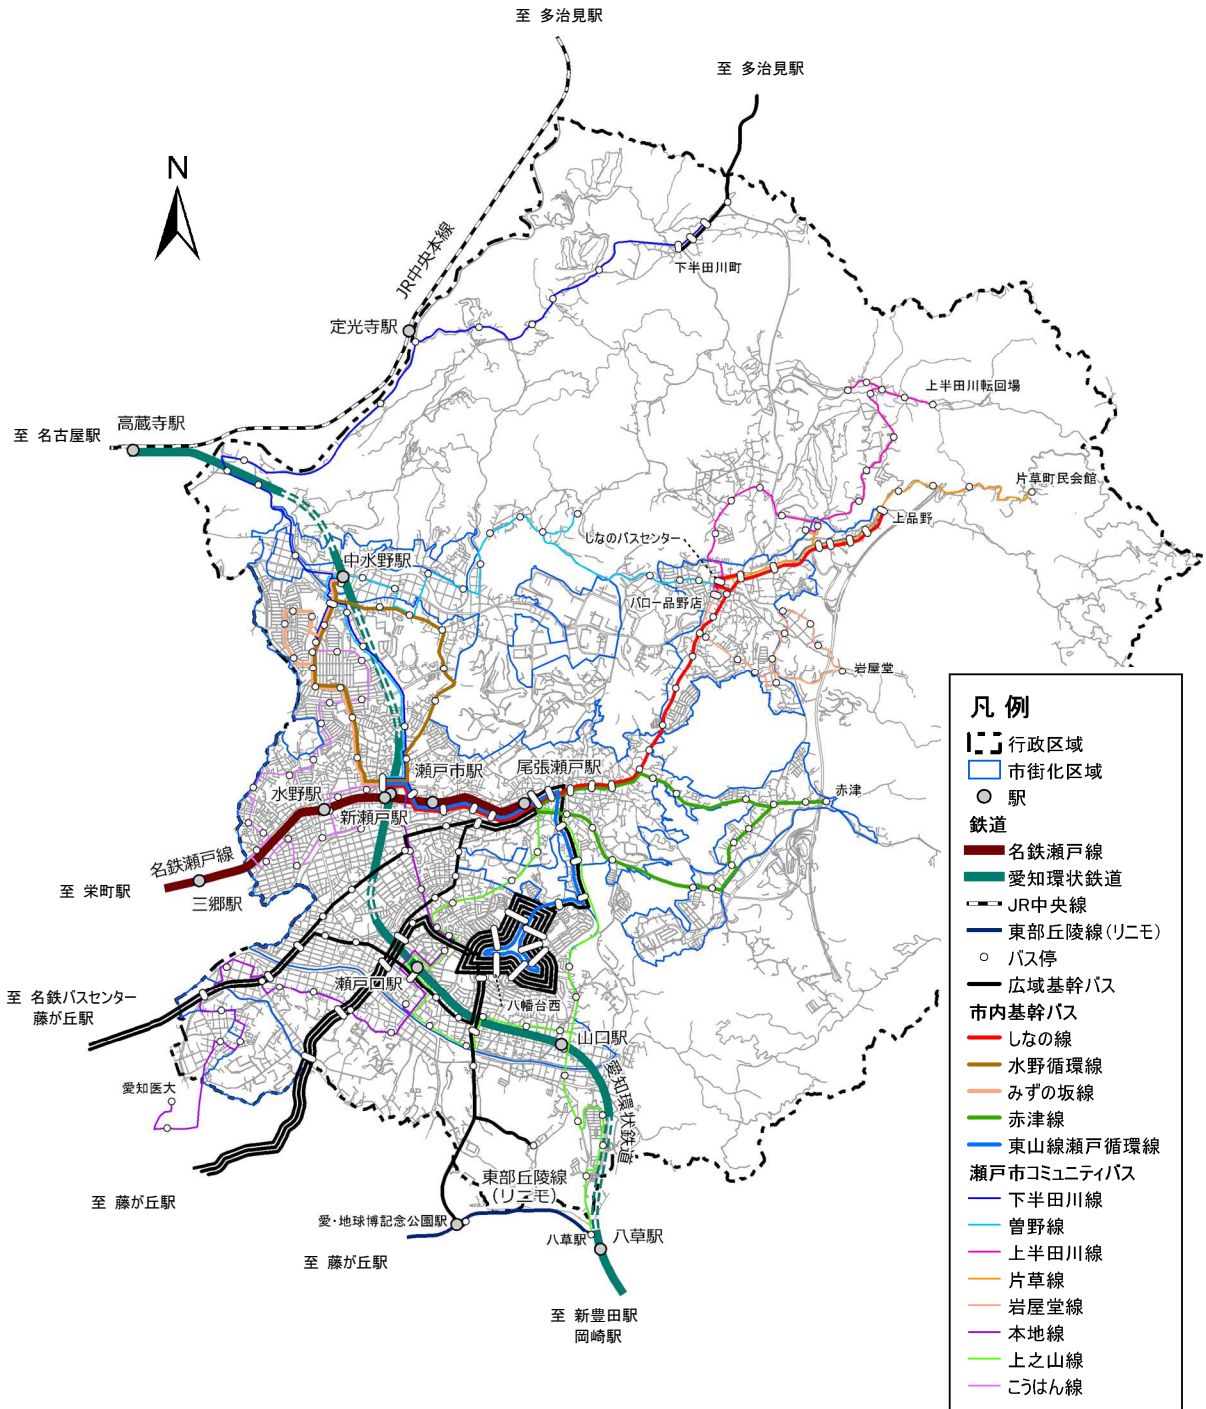 至 多治見駅
至 多治見駅
N
JR中央本線
下半田川町
定光寺駅
上半田川転回場
高蔵寺駅
至 名古屋駅
片草町民会館
上品野
しなのバスセンター
中水野駅
バロー品野店
岩屋堂
瀬戸市駅
尾張瀬戸駅
水野駅
新瀬戸駅
赤津
名鉄瀬戸線
至 栄町駅
三郷駅
瀬戸口駅
八幡台西
至 名鉄バスセンター
藤が丘駅
山口駅
愛知環状鉄道
愛知医大
東部丘陵線
(リニモ)
至 藤が丘駅
愛・地球博記念公園駅
八草駅
八草駅
至 藤が丘駅
至 新豊田駅
岡崎駅
凡 例
行政区域
市街化区域
駅
鉄道
名鉄瀬戸線
愛知環状鉄道
JR中央線
東部丘陵線(リニモ)
バス停
広域基幹バス
市内基幹バス
しなの線
水野循環線
みずの坂線
赤津線
東山線瀬戸循環線
瀬戸市コミュニティバス
下半田川線
曽野線
上半田川線
片草線
岩屋堂線
本地線
上之山線
こうはん線